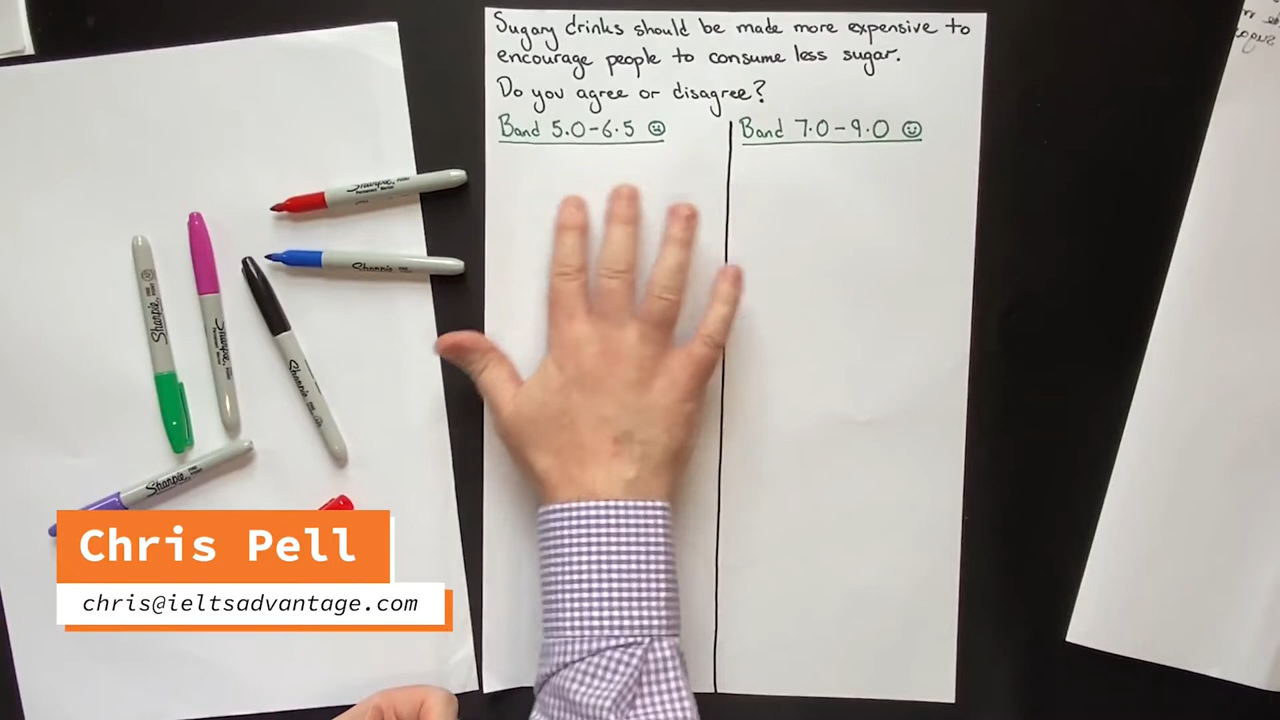 Sugary drinks should be made more expensive to
encourage people to consume less sugar.
Do you agree or disagree?
Band 5.0-6.5
Band 7.0-9.0
Sharpie
Sharpie
Sharpie
Sharpie
Sharpie
Sharpie
Chris Pell
chris@ieltsadvantage.com